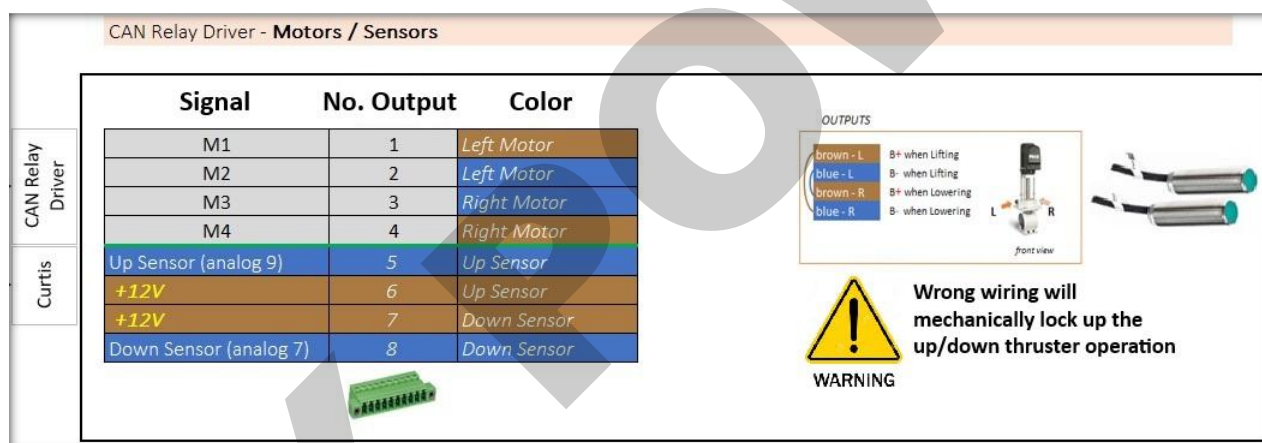 CAN Relay Driver - Motors / Sensors
Signal No. Output Color
CAN Relay
Driver
M1 1 Left Motor
M2 2 Left Motor
M3 3 Right Motor
M4 4 Right Motor
Curtis
Up Sensor (analog 9) 5 Up Sensor
+12V 6 Up Sensor
+12V 7 Down Sensor
Down Sensor (analog 7) 8 Down Sensor
OUTPUTS
brown - L B+ when Lifting
blue - L B- when Lifting
brown - R B+ when Lowering
blue - R B- when Lowering
L R
front view
WARNING
Wrong wiring will
mechanically lock up the
up/down thruster operation